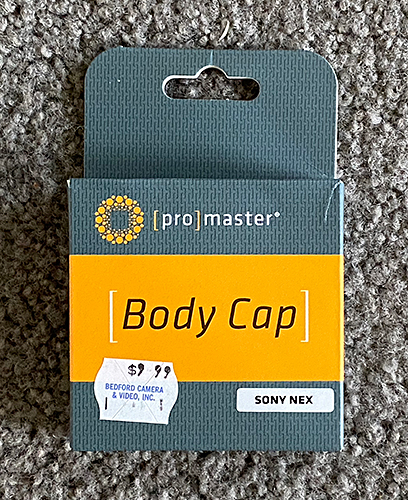 [pro]master®
[Body Cap]
$9 99
BEDFORD CAMERA
& VIDEO, INC.
SONY NEX